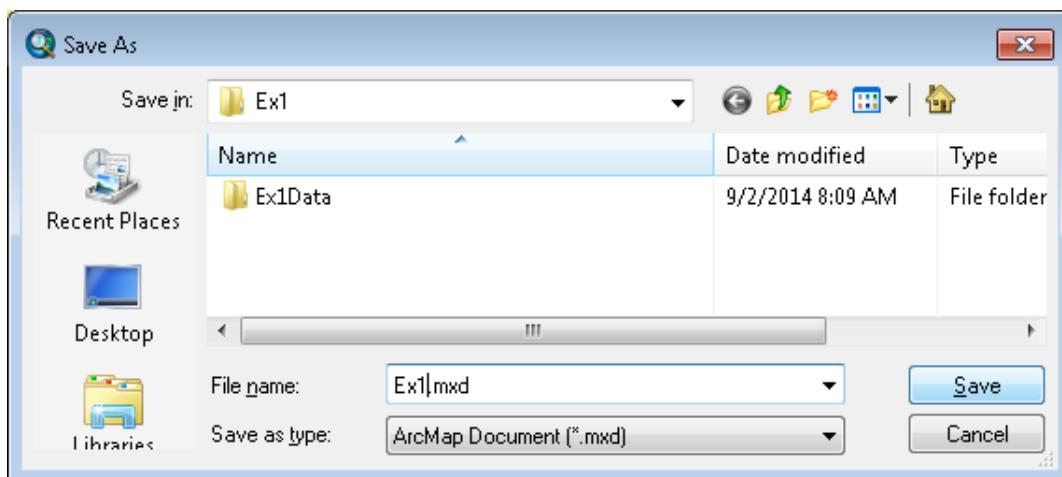 Save As
Save in: Ex1
Name Date modified Type
Ex1Data 9/2/2014 8:09 AM File folder
Recent Places
Desktop
Libraries
File name: Ex1.mxd Save
Save as type: ArcMap Document (*.mxd) Cancel